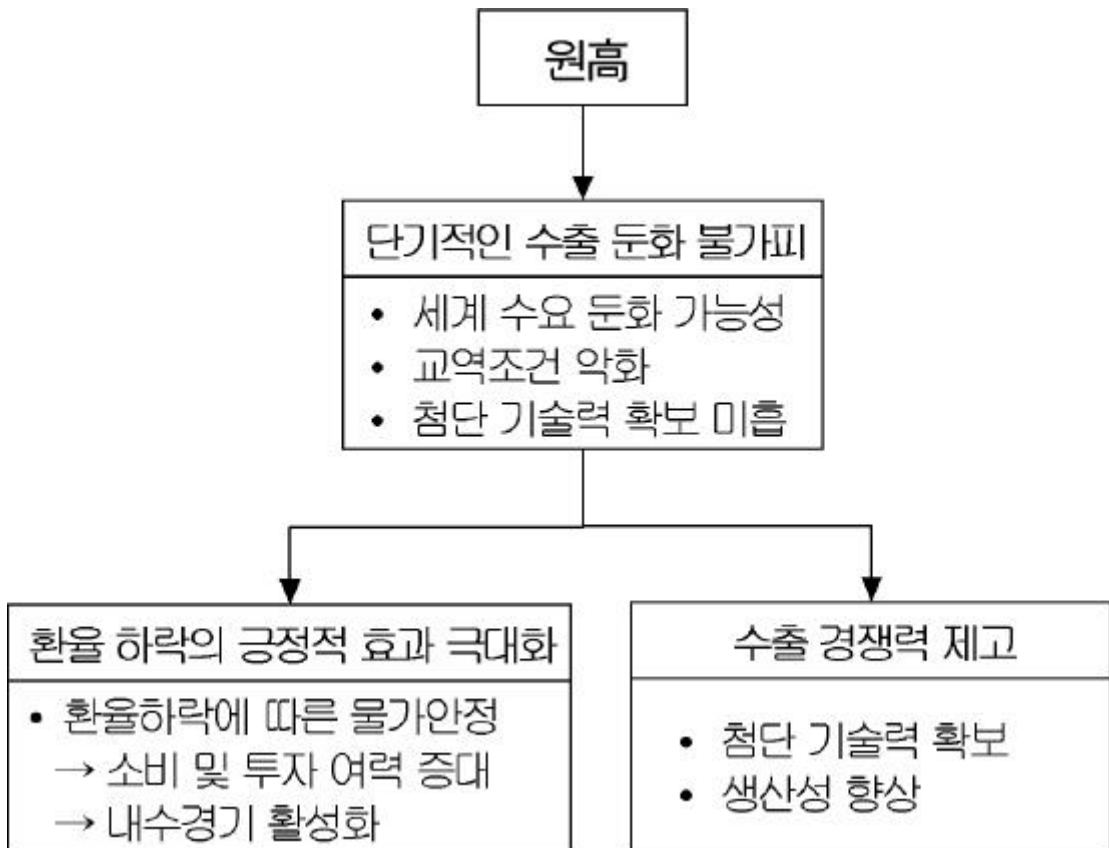 원高
단기적인 수출 둔화 불가피
• 세계 수요 둔화 가능성
• 교역조건 악화
• 첨단 기술력 확보 미흡
환율 하락의 긍정적 효과 극대화
• 환율하락에 따른 물가안정
→ 소비 및 투자 여력 증대
→ 내수경기 활성화
수출 경쟁력 제고
• 첨단 기술력 확보
• 생산성 향상